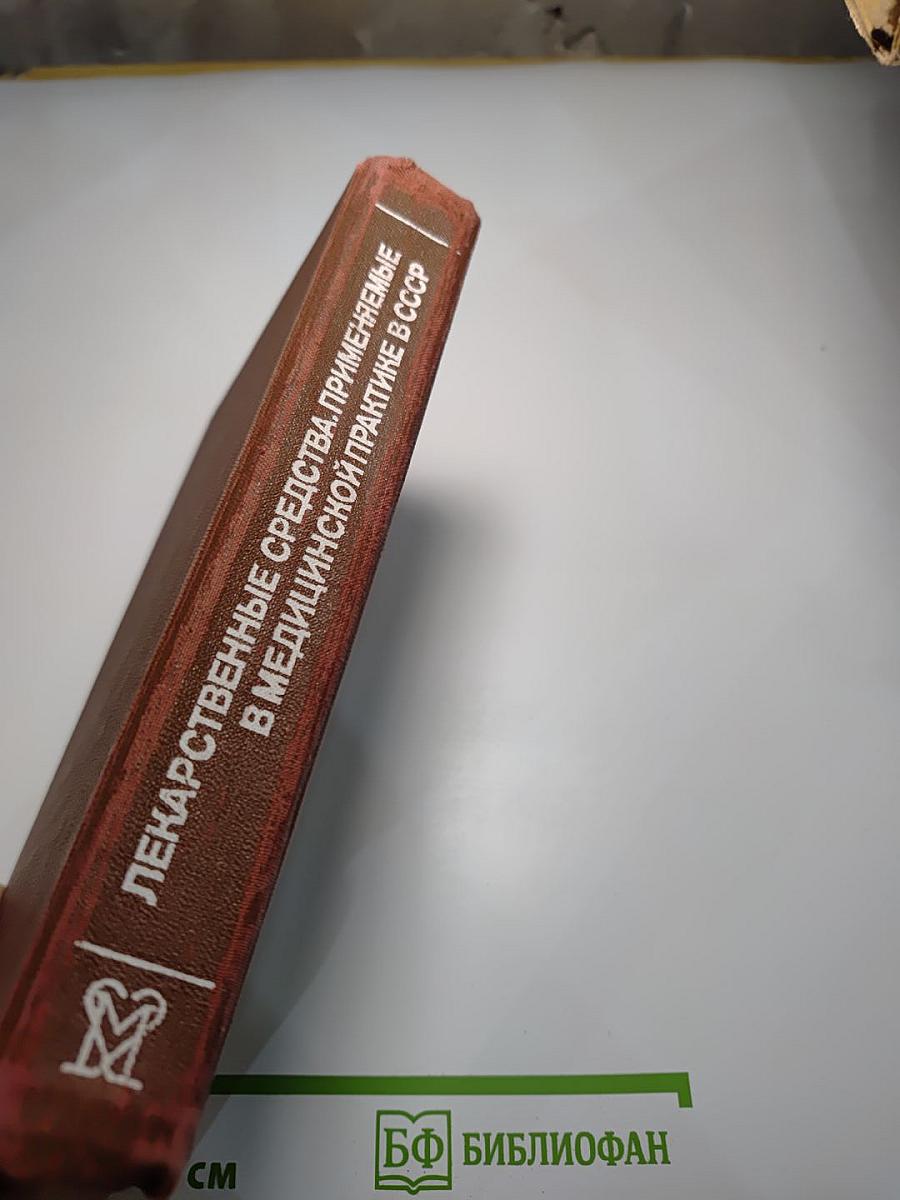 ЛЕКАРСТВЕННЫЕ СРЕДСТВА, ПРИМЕНЯЕМЫЕ
В МЕДИЦИНСКОЙ ПРАКТИКЕ В СССР
М
СМ
БФ БИБЛИОФАН